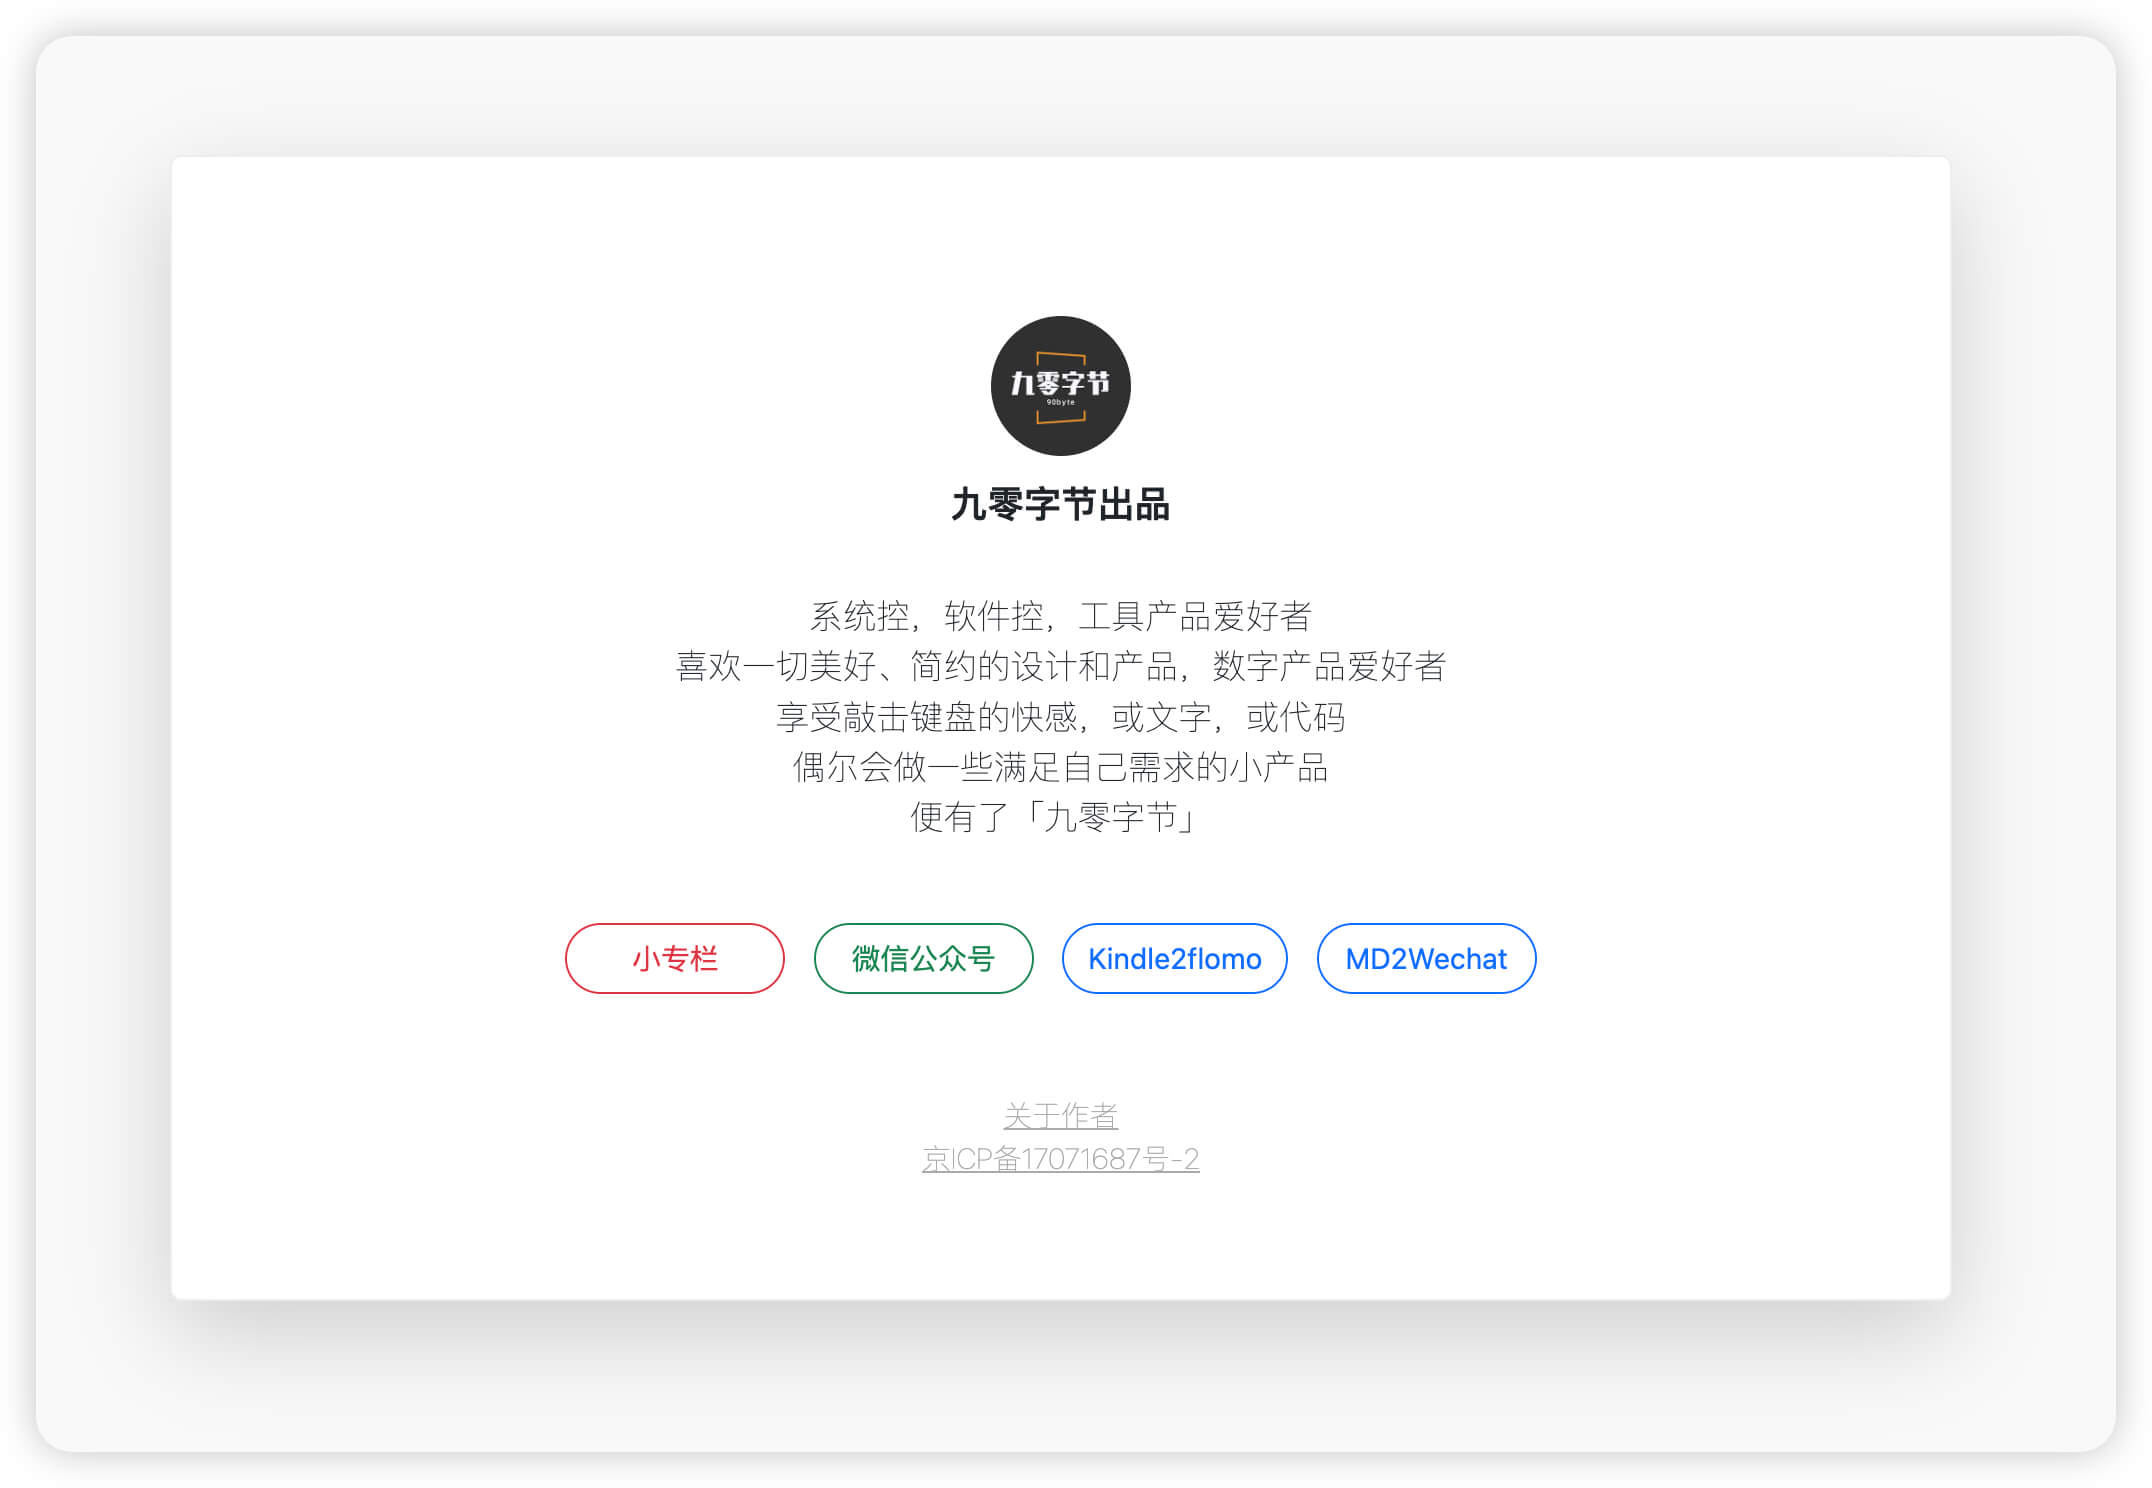 九零字节
90byte
九零字节出品
系统控，软件控，工具产品爱好者
喜欢一切美好、简约的设计和产品，数字产品爱好者
享受敲击键盘的快感，或文字，或代码
偶尔会做一些满足自己需求的小产品
便有了「九零字节」
小专栏
微信公众号
Kindle2flomo
MD2Wechat
关于作者
京ICP备17071687号-2